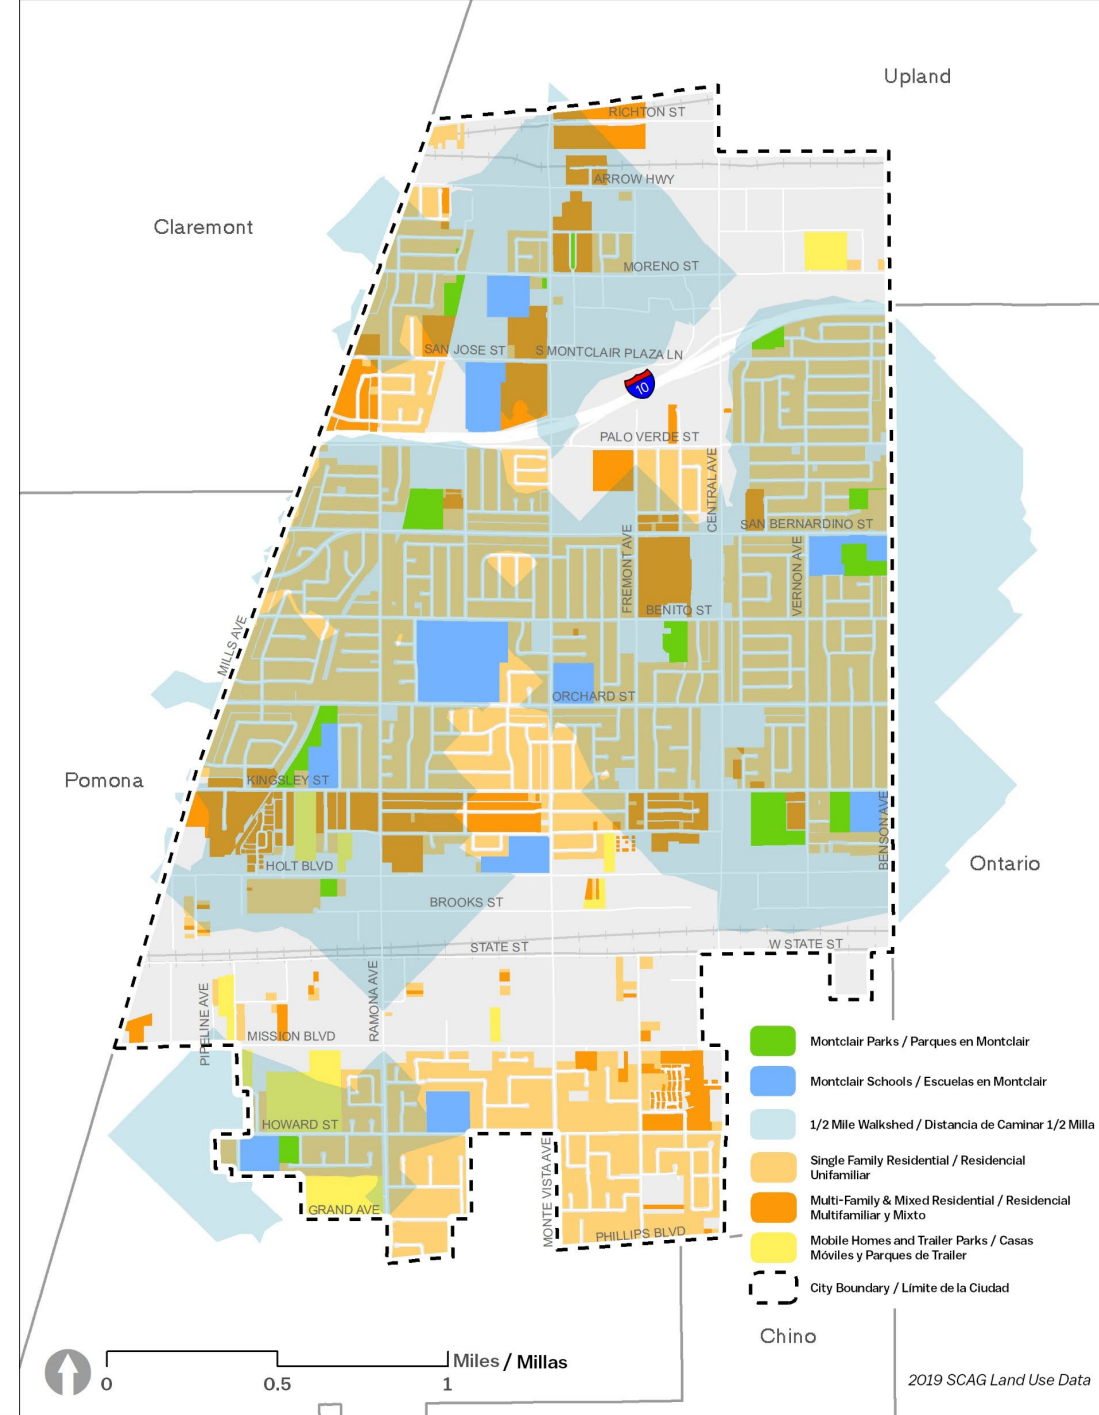 Upland
RICHTON ST
ARROW HWY
Claremont
MORENO ST
SAN JOSE ST
S MONTCLAIR PLAZA LN
10
PALO VERDE ST
CENTRAL AVE
SAN BERNARDINO ST
FREMONT AVE
VERNON AVE
BENITO ST
MILLS AVE
ORCHARD ST
Pomona
KINGSLEY ST
BENSON AVE
HOLT BLVD
Ontario
BROOKS ST
STATE ST
W STATE ST
PIPELINE AVE
RAMONA AVE
MISSION BLVD
HOWARD ST
MONTE VISTA AVE
GRAND AVE
PHILLIPS BLVD
Montclair Parks / Parques en Montclair
Montclair Schools / Escuelas en Montclair
1/2 Mile Walkshed / Distancia de Caminar 1/2 Milla
Single Family Residential / Residencial
Unifamiliar
Multi-Family & Mixed Residential / Residencial
Multifamiliar y Mixto
Mobile Homes and Trailer Parks / Casas
Móviles y Parques de Trailer
City Boundary / Límite de la Ciudad
Chino
Miles / Millas
0 0.5 1
2019 SCAG Land Use Data